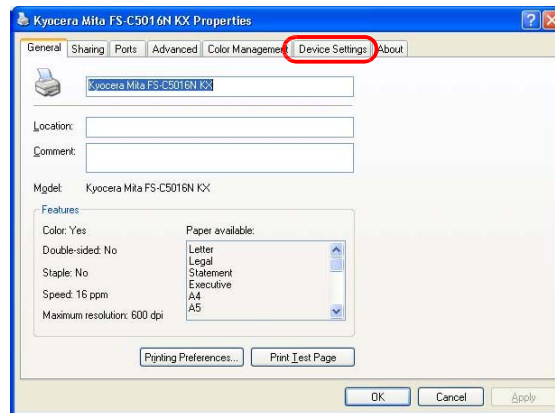 Kyocera Mita FS-C5016N KX Properties
General Sharing Ports Advanced Color Management Device Settings About
Kyocera Mita FS-C5016N KX
Location:
Comment:
Model: Kyocera Mita FS-C5016N KX
Features
Color: Yes Paper available:
Double-sided: No Letter
Legal
Staple: No Statement
Executive
Speed: 16 ppm A4
Maximum resolution: 600 dpi A5
Printing Preferences... Print Test Page
OK Cancel Apply